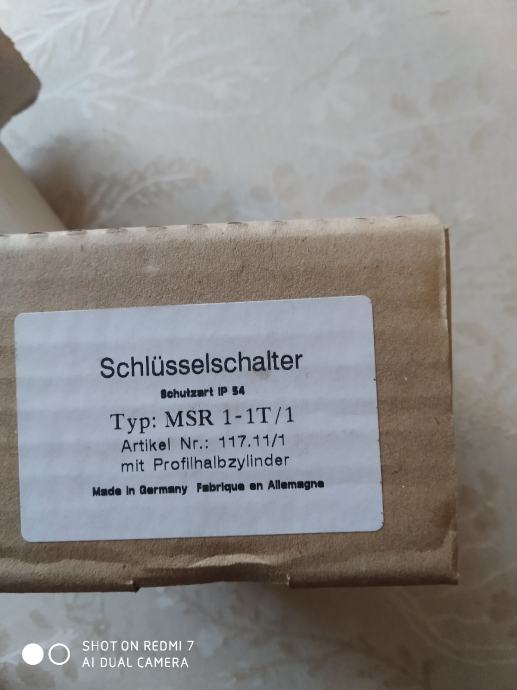 Schlüsselschalter
Schutzart IP 54
Typ: MSR 1-1T/1
Artikel Nr.: 117.11/1
mit Profilhalbzylinder
Made in Germany Fabrique en Allemagne
SHOT ON REDMI 7
AI DUAL CAMERA